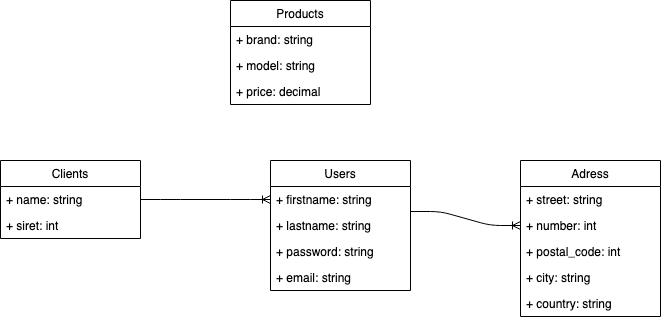 Products
+ brand: string
+ model: string
+ price: decimal
Clients
+ name: string
+ siret: int
Users
+ firstname: string
+ lastname: string
+ password: string
+ email: string
Adress
+ street: string
+ number: int
+ postal_code: int
+ city: string
+ country: string